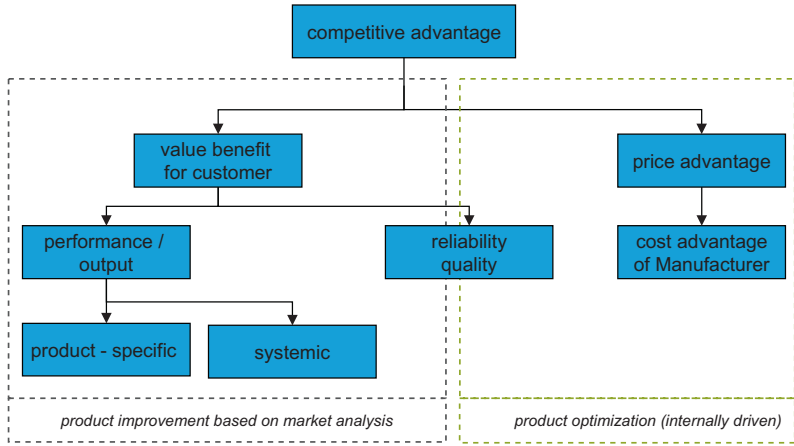 competitive advantage
value benefit
for customer
price advantage
performance /
output
reliability
quality
cost advantage
of Manufacturer
product - specific
systemic
product improvement based on market analysis
product optimization (internally driven)